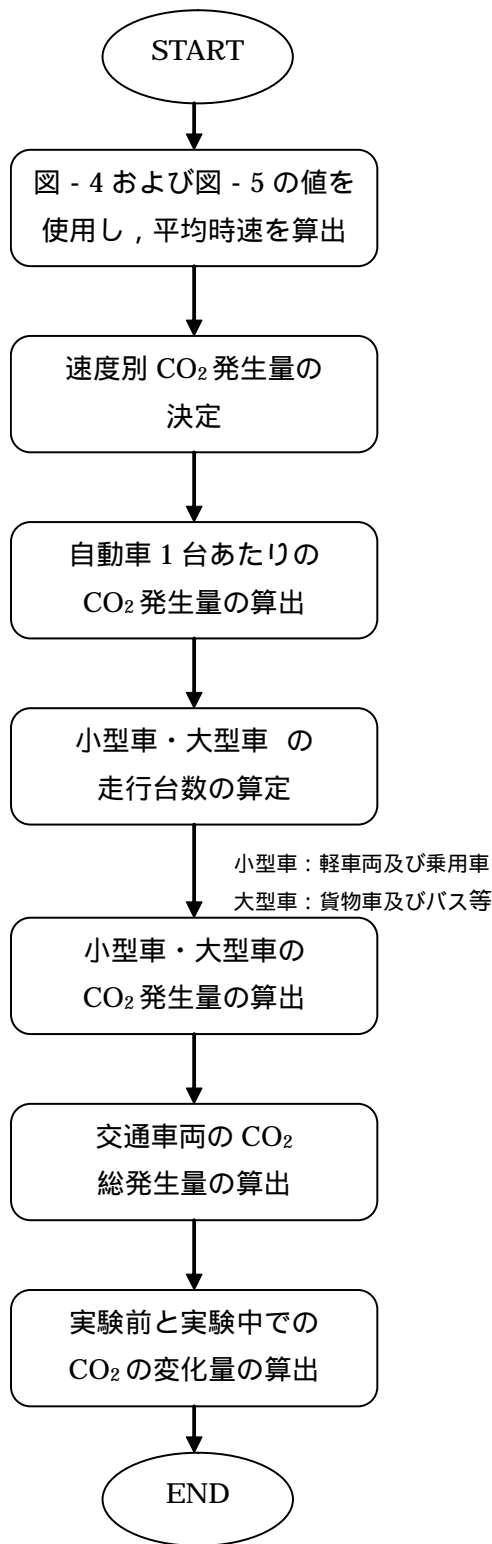 START
図 - 4 および図 - 5 の値を
使用し , 平均時速を算出
速度別 CO₂ 発生量の
決定
自動車 1 台あたりの
CO₂ 発生量の算出
小型車・大型車 の
走行台数の算定
小型車：軽車両及び乗用車
大型車：貨物車及びバス等
小型車・大型車の
CO₂ 発生量の算出
交通車両の CO₂
総発生量の算出
実験前と実験中での
CO₂ の変化量の算出
END